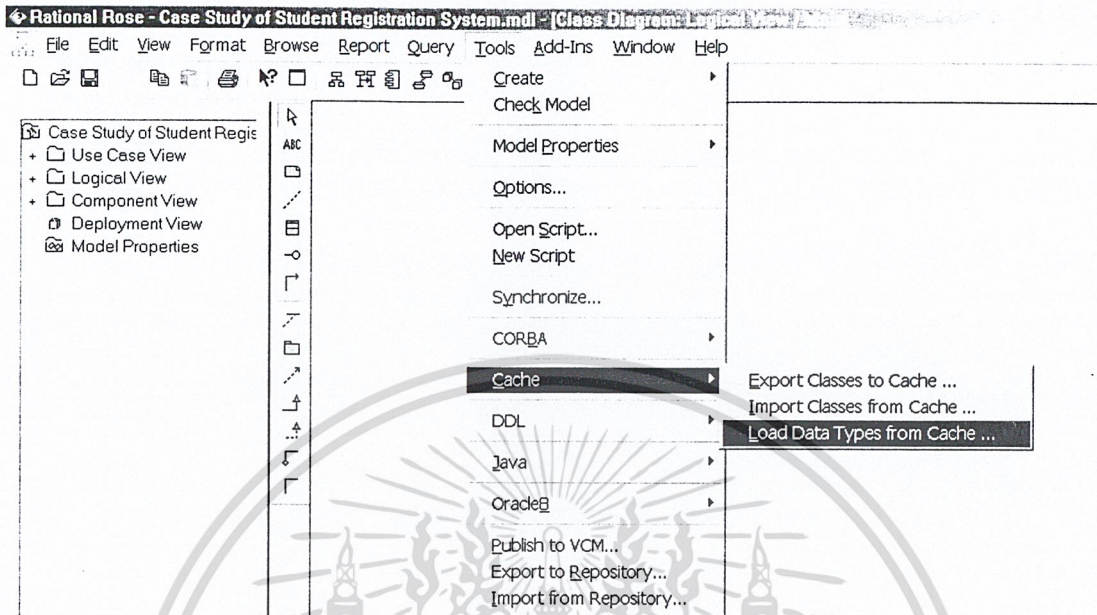 Rational Rose - Case Study of Student Registration System.mdl - [Class Diagram: Logical View /
File Edit View Format Browse Report Query Tools Add-Ins Window Help
Case Study of Student Regis
Use Case View
Logical View
Component View
Deployment View
Model Properties
ABC
Create
Check Model
Model Properties
Options...
Open Script...
New Script
Synchronize...
CORBA
Cache
DDL
Java
Oracle8
Publish to VCM...
Export to Repository...
Import from Repository...
Export Classes to Cache ...
Import Classes from Cache ...
Load Data Types from Cache ...